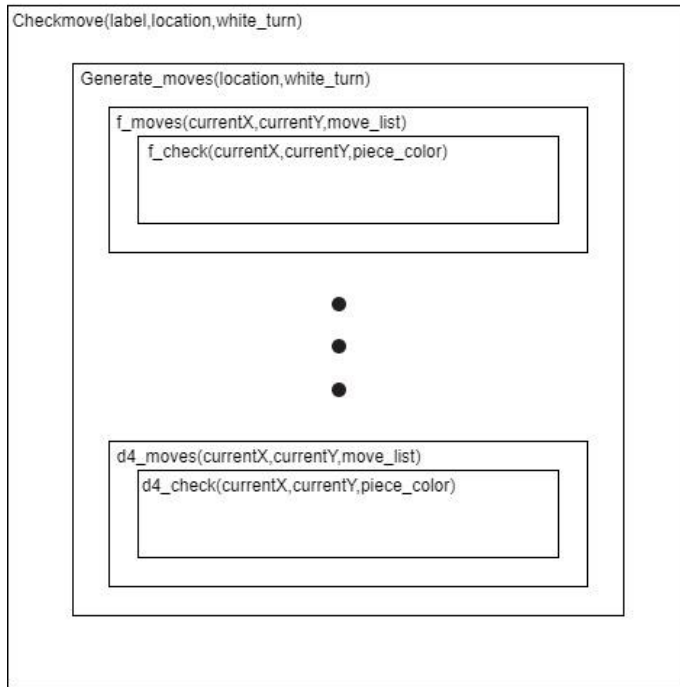 Checkmove(label,location,white_turn)
Generate_moves(location,white_turn)
f_moves(currentX,currentY,move_list)
f_check(currentX,currentY,piece_color)
d4_moves(currentX,currentY,move_list)
d4_check(currentX,currentY,piece_color)